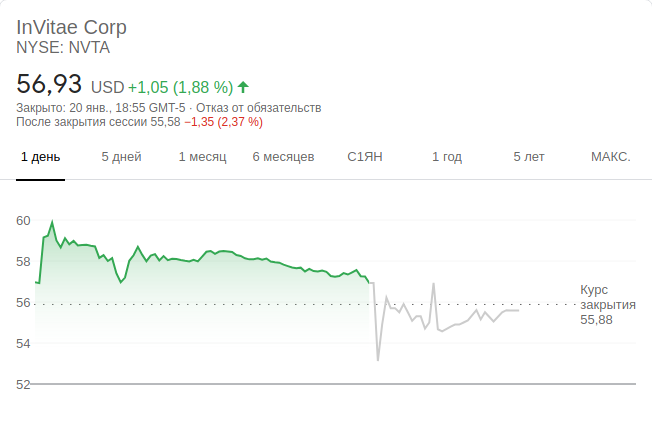 InVitae Corp
NYSE: NVTA
56,93 USD +1,05 (1,88 %)
Закрыто: 20 янв., 18:55 GMT-5 · Отказ от обязательств
После закрытия сессии 55,58 −1,35 (2,37 %)
1 день 5 дней 1 месяц 6 месяцев С1ЯН 1 год 5 лет МАКС.
60
58
56
54
52
Курс
закрытия
55,88